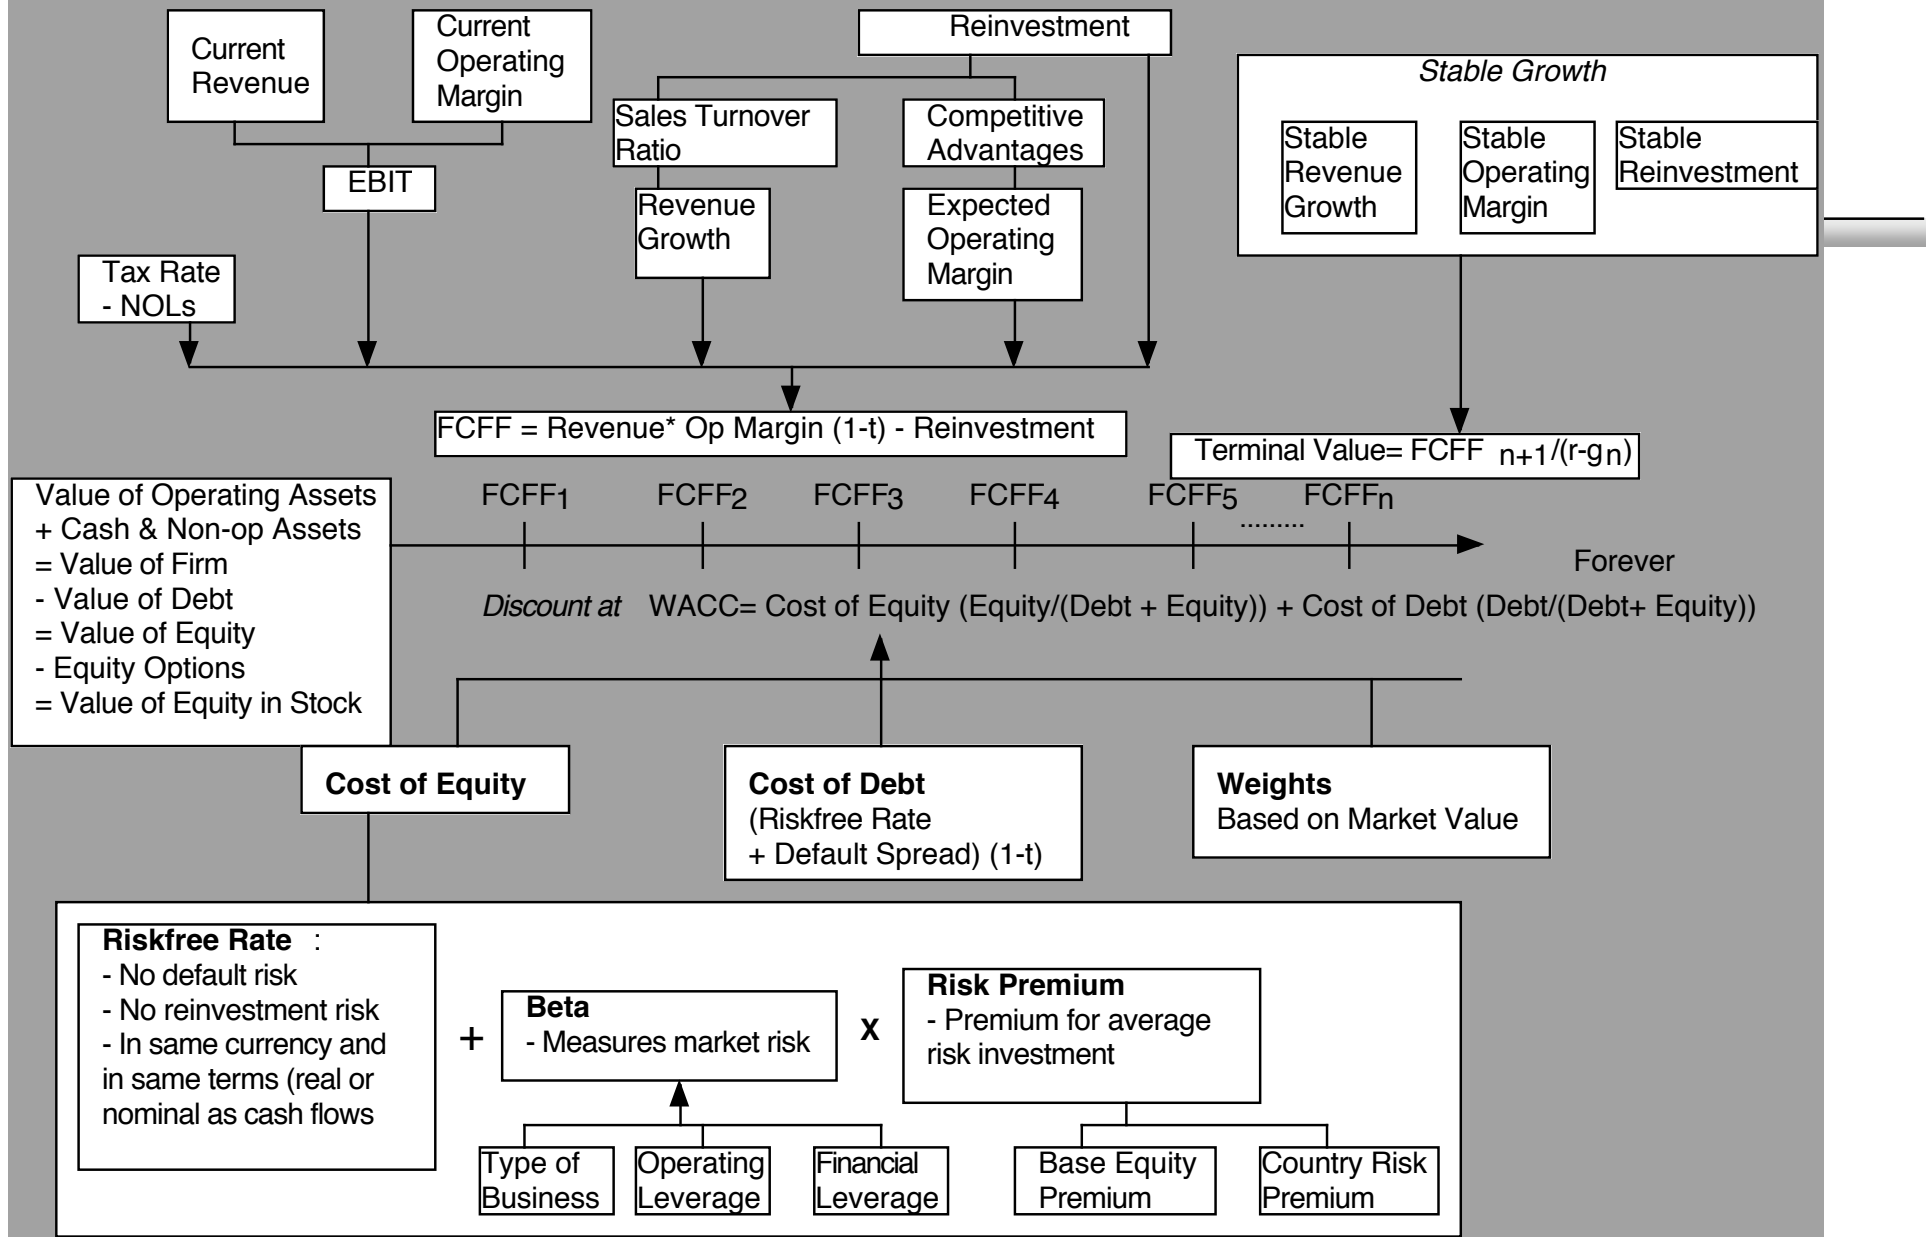 Current
Revenue
Current
Operating
Margin
Reinvestment
Stable Growth
Sales Turnover
Ratio
Competitive
Advantages
Stable
Revenue
Growth
Stable
Operating
Margin
Stable
Reinvestment
EBIT
Revenue
Growth
Expected
Operating
Margin
Tax Rate
- NOLs
FCFF = Revenue* Op Margin (1-t) - Reinvestment
Terminal Value= FCFF n+1/(r-gn)
Value of Operating Assets
+ Cash & Non-op Assets
= Value of Firm
- Value of Debt
= Value of Equity
- Equity Options
= Value of Equity in Stock
FCFF1 FCFF2 FCFF3 FCFF4 FCFF5 ......... FCFFn
Forever
Discount at WACC= Cost of Equity (Equity/(Debt + Equity)) + Cost of Debt (Debt/(Debt+ Equity))
Cost of Equity
Cost of Debt
(Riskfree Rate
+ Default Spread) (1-t)
Weights
Based on Market Value
Riskfree Rate :
- No default risk
- No reinvestment risk
- In same currency and
in same terms (real or
nominal as cash flows
+
Beta
- Measures market risk
X
Risk Premium
- Premium for average
risk investment
Type of
Business
Operating
Leverage
Financial
Leverage
Base Equity
Premium
Country Risk
Premium